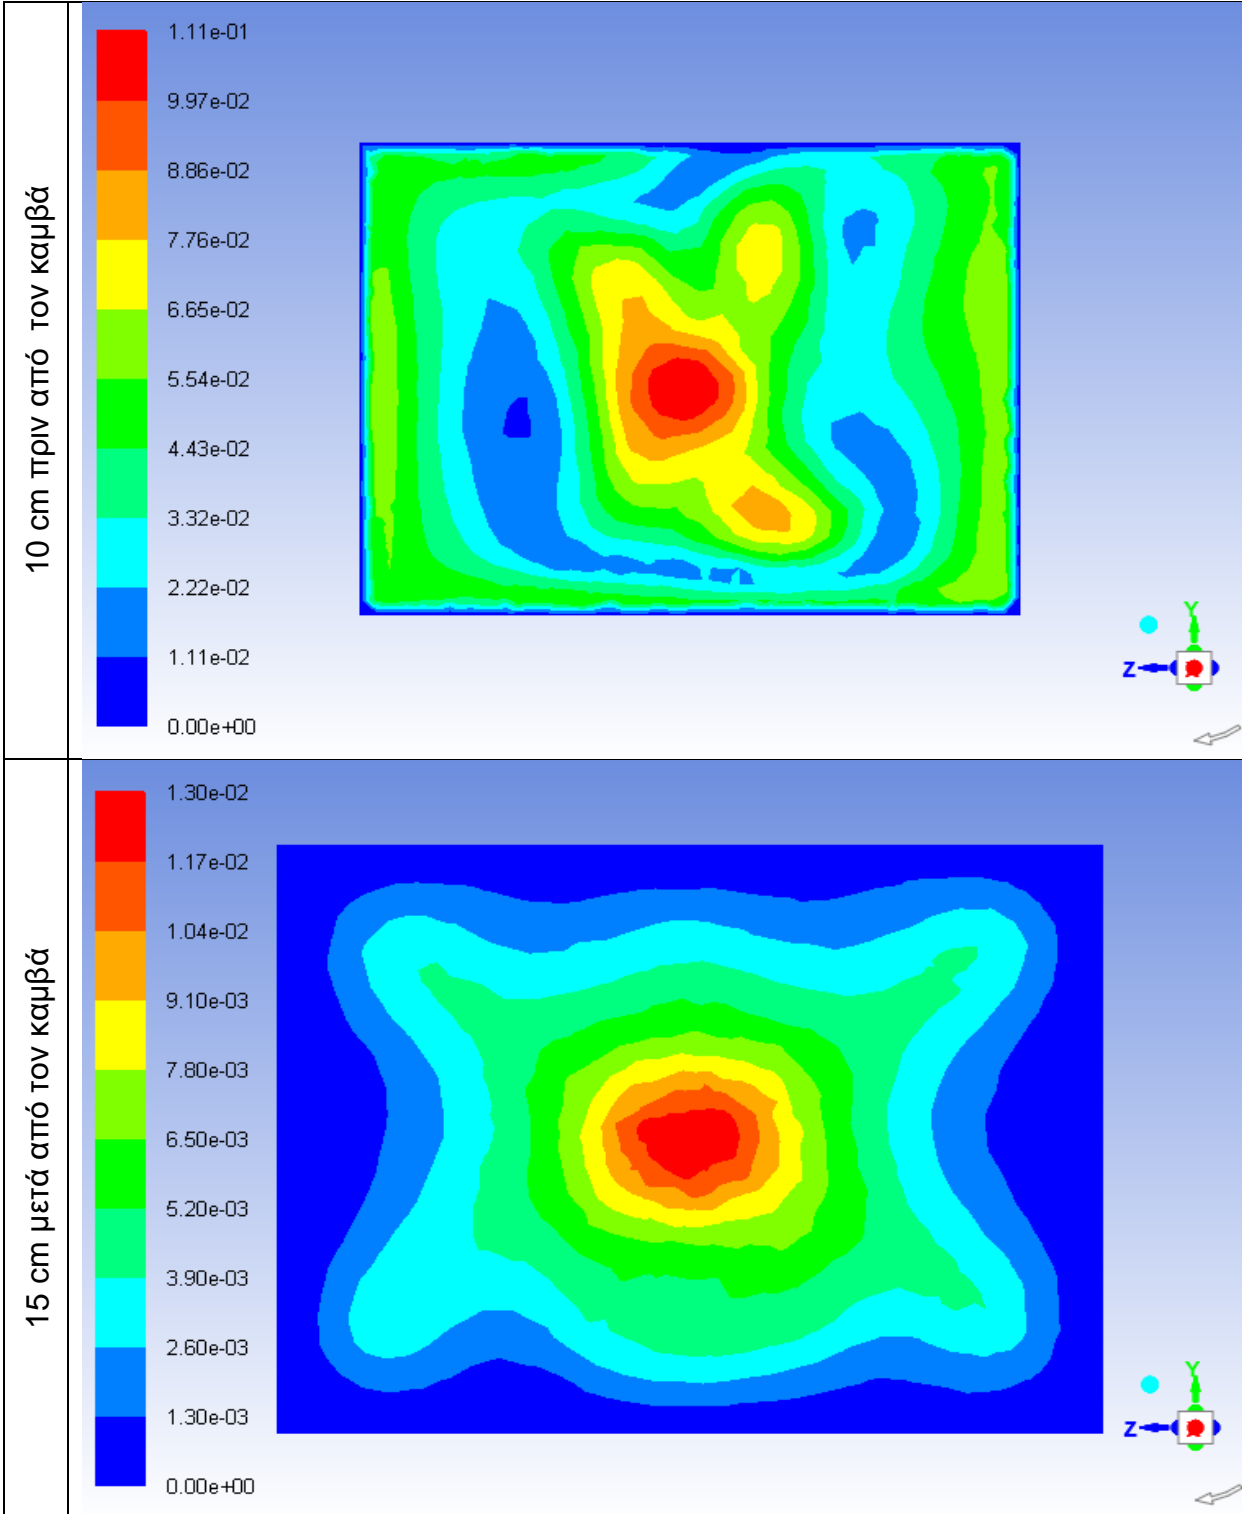 10 cm πριν από τον καμβά
1.11e-01
9.97e-02
8.86e-02
7.76e-02
6.65e-02
5.54e-02
4.43e-02
3.32e-02
2.22e-02
1.11e-02
0.00e+00
Y
Z
15 cm μετά από τον καμβά
1.30e-02
1.17e-02
1.04e-02
9.10e-03
7.80e-03
6.50e-03
5.20e-03
3.90e-03
2.60e-03
1.30e-03
0.00e+00
Y
Z